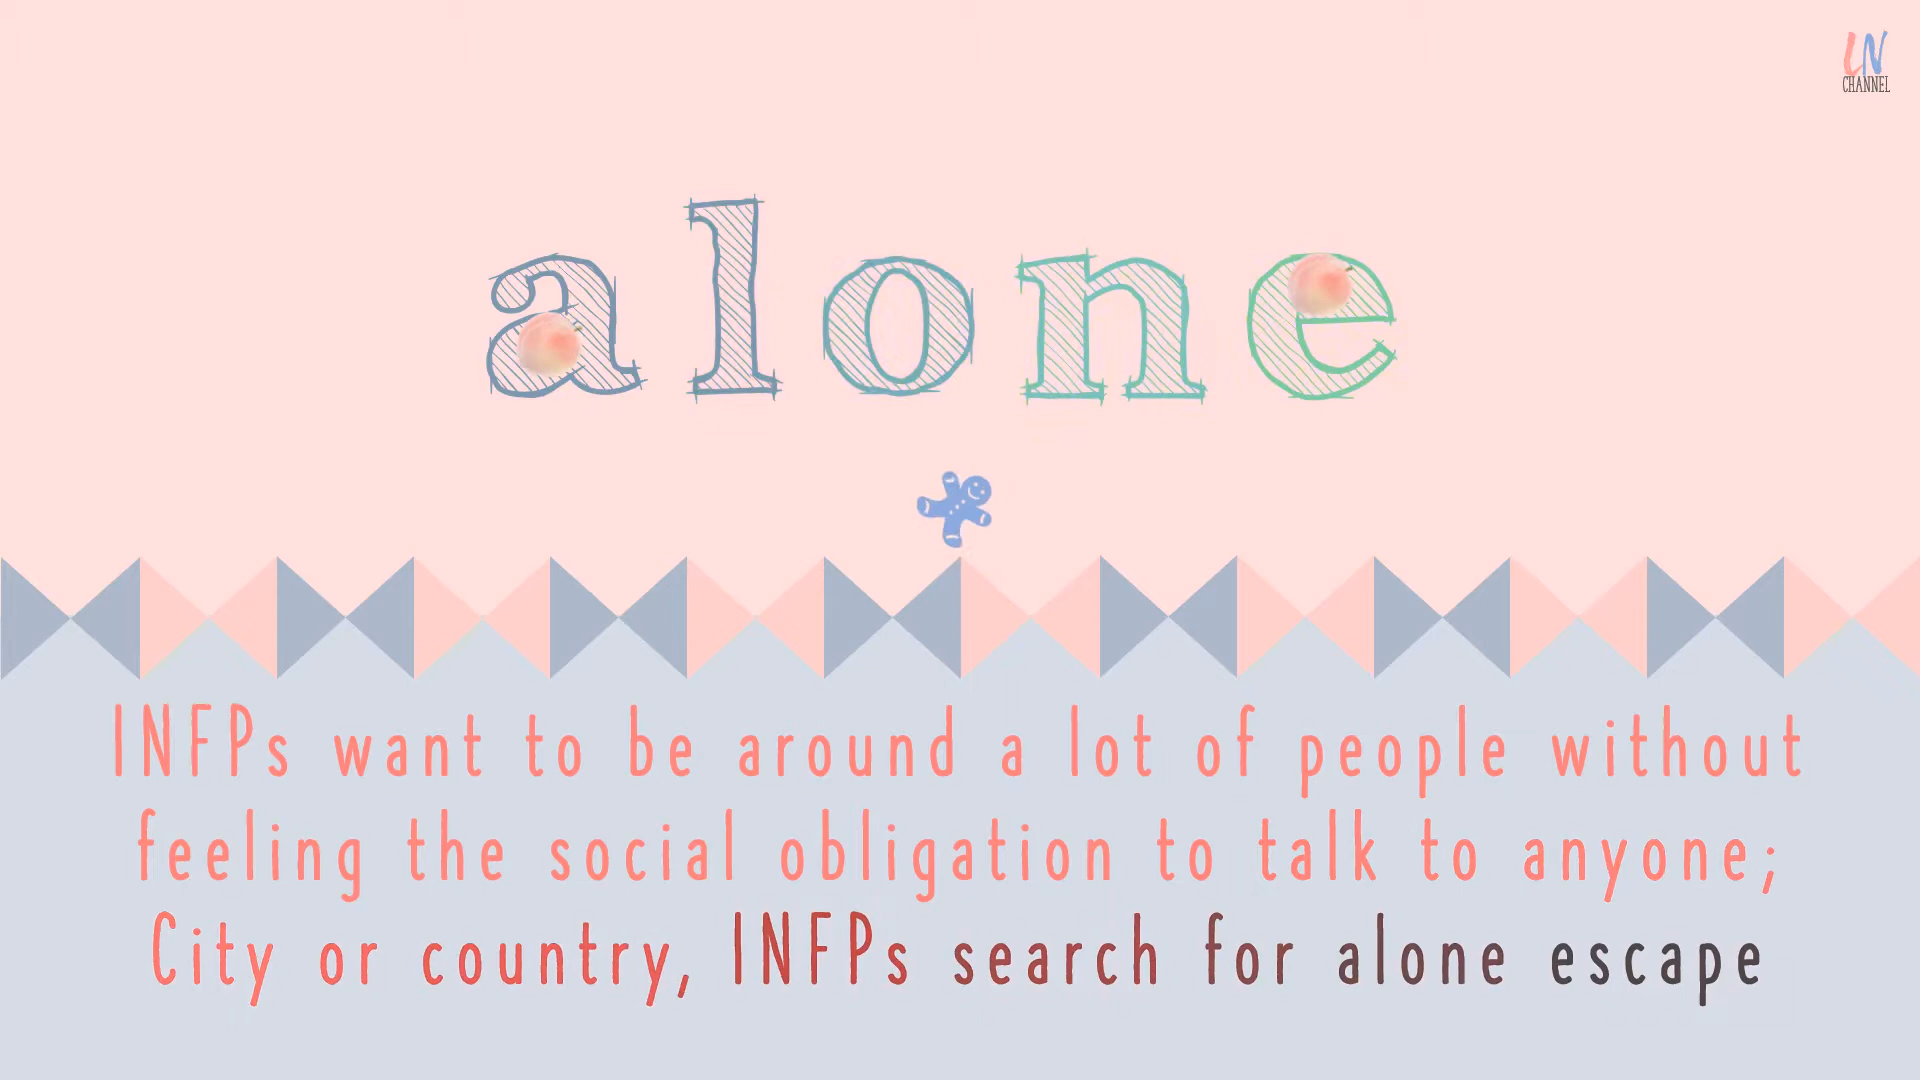 LN
CHANNEL
alone
INFPs want to be around a lot of people without
feeling the social obligation to talk to anyone;
City or country, INFPs search for alone escape